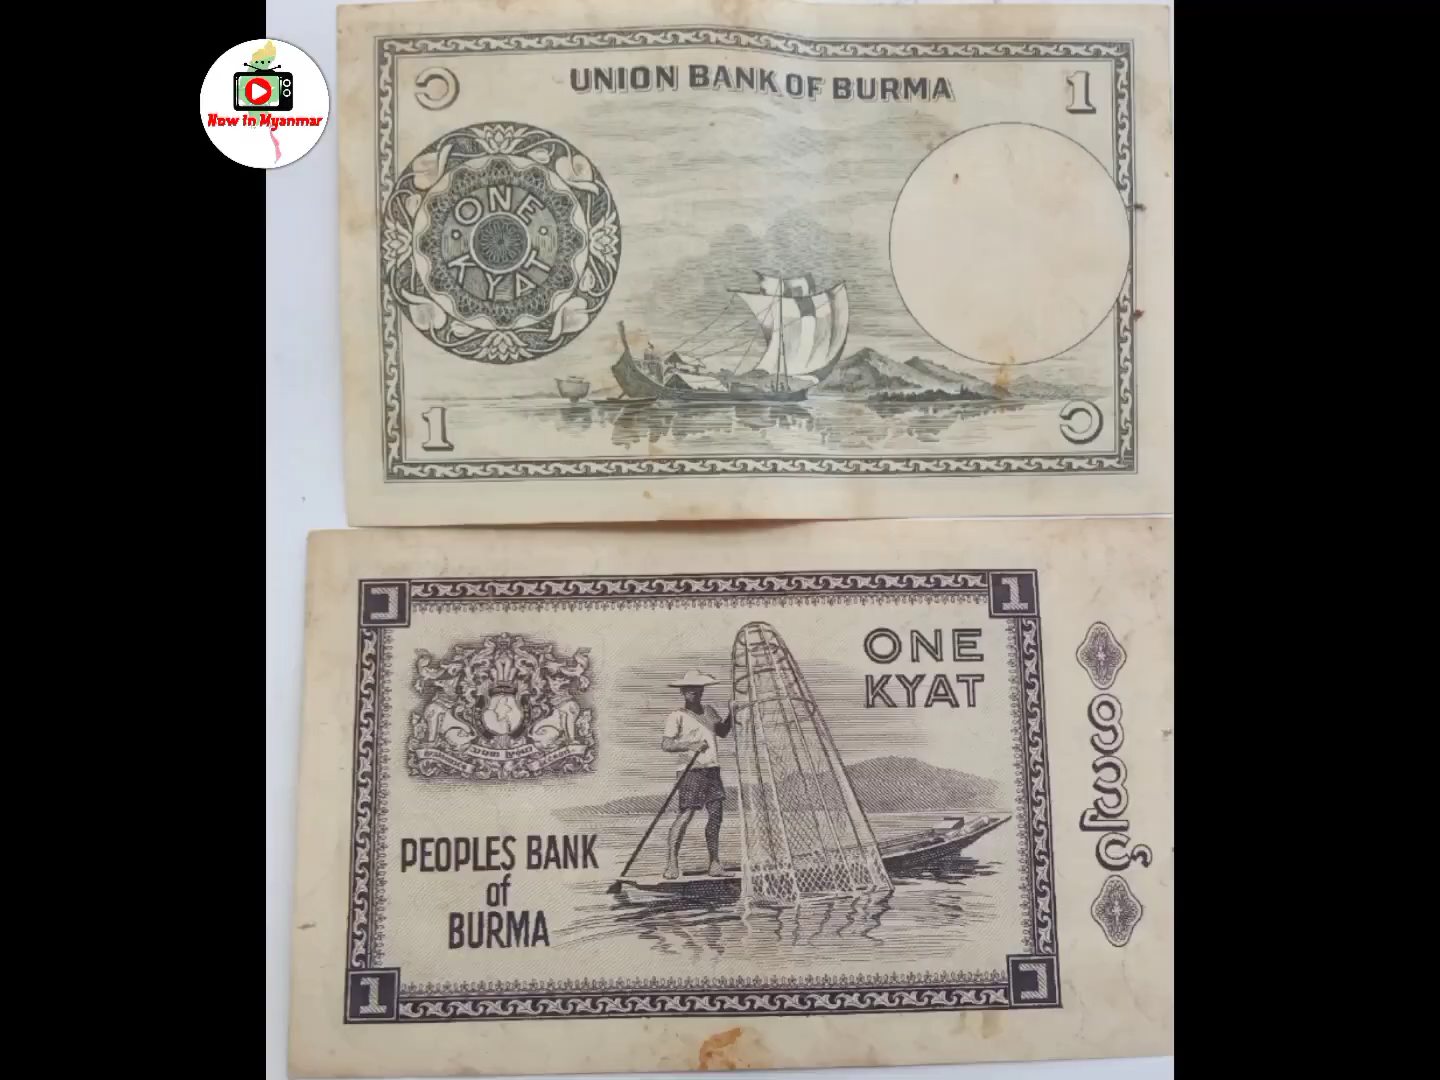 Now in Myanmar
၁
UNION BANK OF BURMA
1
ONE
KYAT
1
၁
၁
1
ONE
KYAT
PEOPLES BANK
of
BURMA
တကျပ်
1
၁